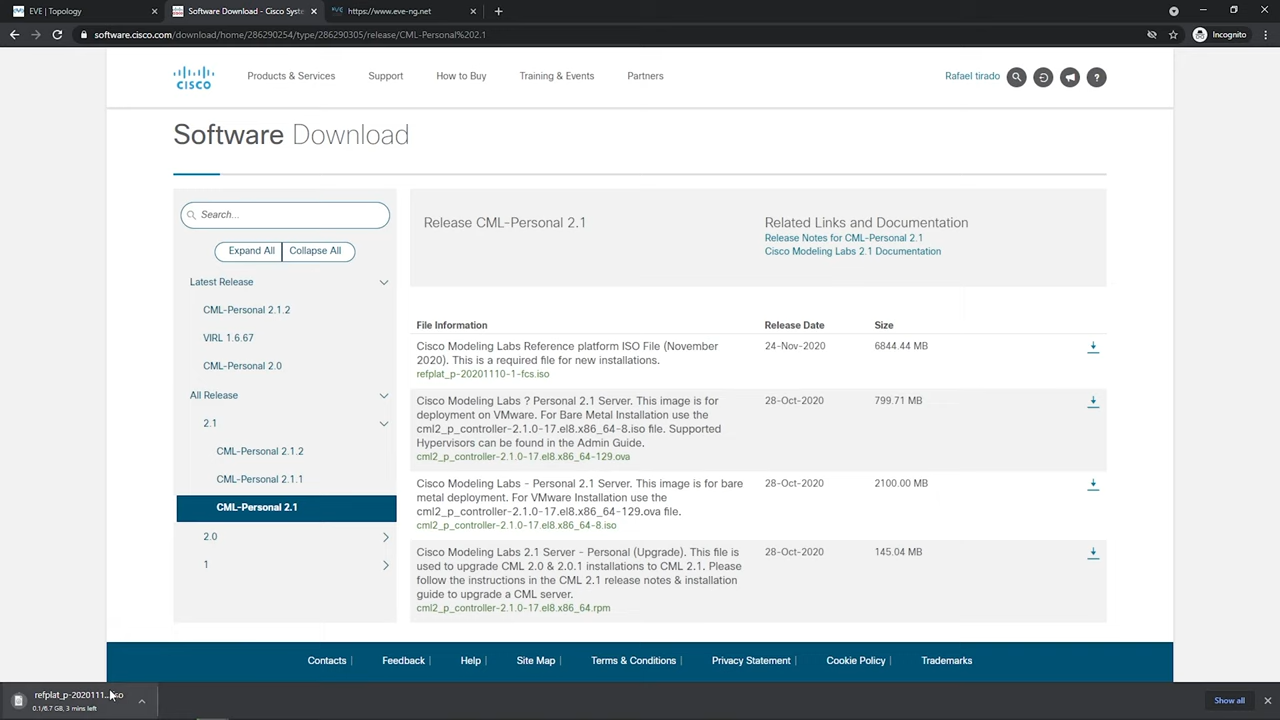 EVE | Topology
Software Download - Cisco Syste
https://www.eve-ng.net
software.cisco.com/download/home/286290254/type/286290305/release/CML-Personal%202.1
Incognito
CISCO
Products & Services
Support
How to Buy
Training & Events
Partners
Rafael tirado
Software Download
Search...
Expand All
Collapse All
Latest Release
CML-Personal 2.1.2
VIRL 1.6.67
CML-Personal 2.0
All Release
2.1
CML-Personal 2.1.2
CML-Personal 2.1.1
CML-Personal 2.1
2.0
1
Release CML-Personal 2.1
Related Links and Documentation
Release Notes for CML-Personal 2.1
Cisco Modeling Labs 2.1 Documentation
File Information
Release Date
Size
Cisco Modeling Labs Reference platform ISO File (November
2020). This is a required file for new installations.
refplat_p-20201110-1-fcs.iso
24-Nov-2020
6844.44 MB
Cisco Modeling Labs ? Personal 2.1 Server. This image is for
deployment on VMware. For Bare Metal Installation use the
cml2_p_controller-2.1.0-17.el8.x86_64-8.iso file. Supported
Hypervisors can be found in the Admin Guide.
cml2_p_controller-2.1.0-17.el8.x86_64-129.ova
28-Oct-2020
799.71 MB
Cisco Modeling Labs - Personal 2.1 Server. This image is for bare
metal deployment. For VMware Installation use the
cml2_p_controller-2.1.0-17.el8.x86_64-129.ova file.
cml2_p_controller-2.1.0-17.el8.x86_64-8.iso
28-Oct-2020
2100.00 MB
Cisco Modeling Labs 2.1 Server - Personal (Upgrade). This file is
used to upgrade CML 2.0 & 2.0.1 installations to CML 2.1. Please
follow the instructions in the CML 2.1 release notes & installation
guide to upgrade a CML server.
cml2_p_controller-2.1.0-17.el8.x86_64.rpm
28-Oct-2020
145.04 MB
Contacts |
Feedback |
Help |
Site Map |
Terms & Conditions |
Privacy Statement |
Cookie Policy |
Trademarks
refplat_p-2020111...iso
0.1/6.7 GB, 3 mins left
Show all